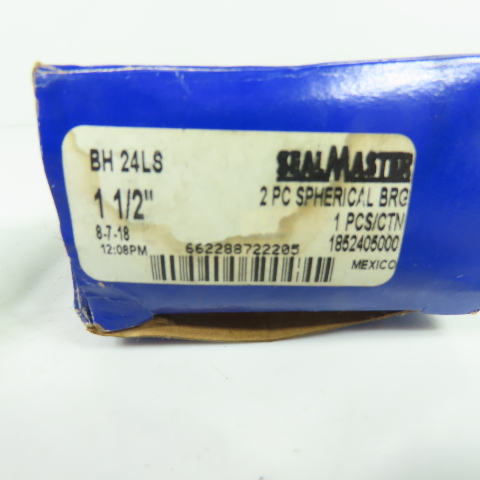 BH 24LS
SEALMASTER
1 1/2"
2 PC SPHERICAL BRG
8-7-18
1 PCS/CTN
12:08PM
662288722205
1852405000
MEXICO